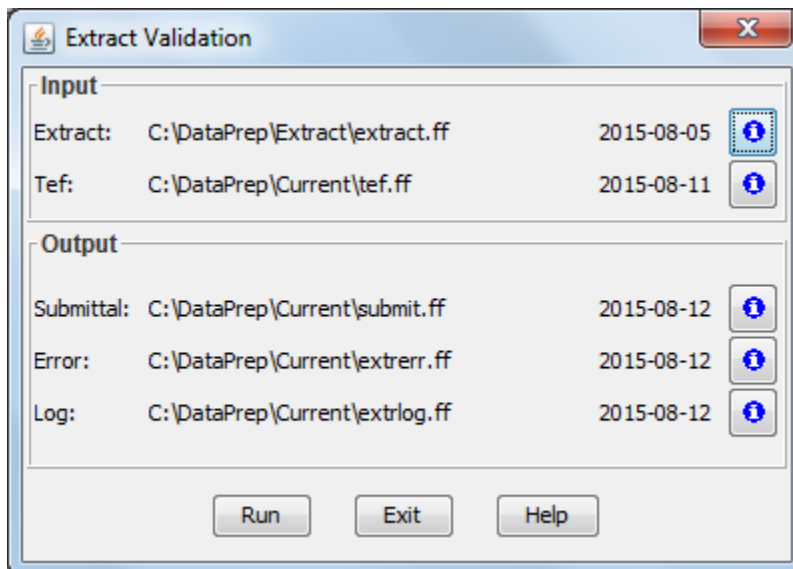 Extract Validation
Input
Extract: C:\DataPrep\Extract\extract.ff 2015-08-05
Tef: C:\DataPrep\Current\tef.ff 2015-08-11
Output
Submittal: C:\DataPrep\Current\submit.ff 2015-08-12
Error: C:\DataPrep\Current\extrerr.ff 2015-08-12
Log: C:\DataPrep\Current\extrlog.ff 2015-08-12
Run Exit Help